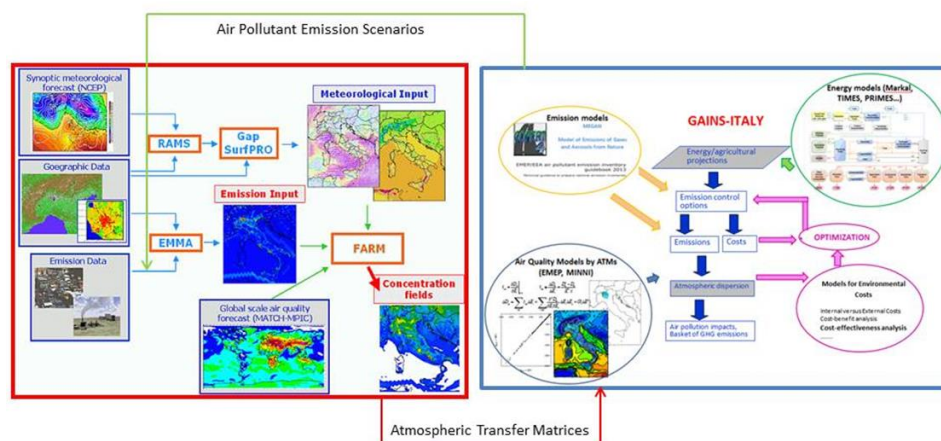 Air Pollutant Emission Scenarios
Synoptic meteorological
forecast (NCEP)
Goegraphic Data
Emission Data
RAMS
Gap
SurfPRO
EMMA
Meteorological Input
Emission Input
FARM
Concentration
fields
Global scale air quality
forecast (MATCH-MPIC)
Emission models
MEGAN
Model of Emissions of Gases
and Aerosols from Nature
EMEP/EEA air pollutant emission inventory
guidebook 2013
GAINS-ITALY
Energy models (Markal,
TIMES, PRIMES...)
Energy/agricultural
projections
Emission control
options
Emissions
Costs
OPTIMIZATION
Air Quality Models by ATMs
(EMEP, MINNI)
Atmospheric dispersion
Air pollution impacts,
Basket of GHG emissions
Models for Environmental
Costs
Internal versus External Costs
Cost-benefit analysis
Cost-effectiveness analysis
......
Atmospheric Transfer Matrices